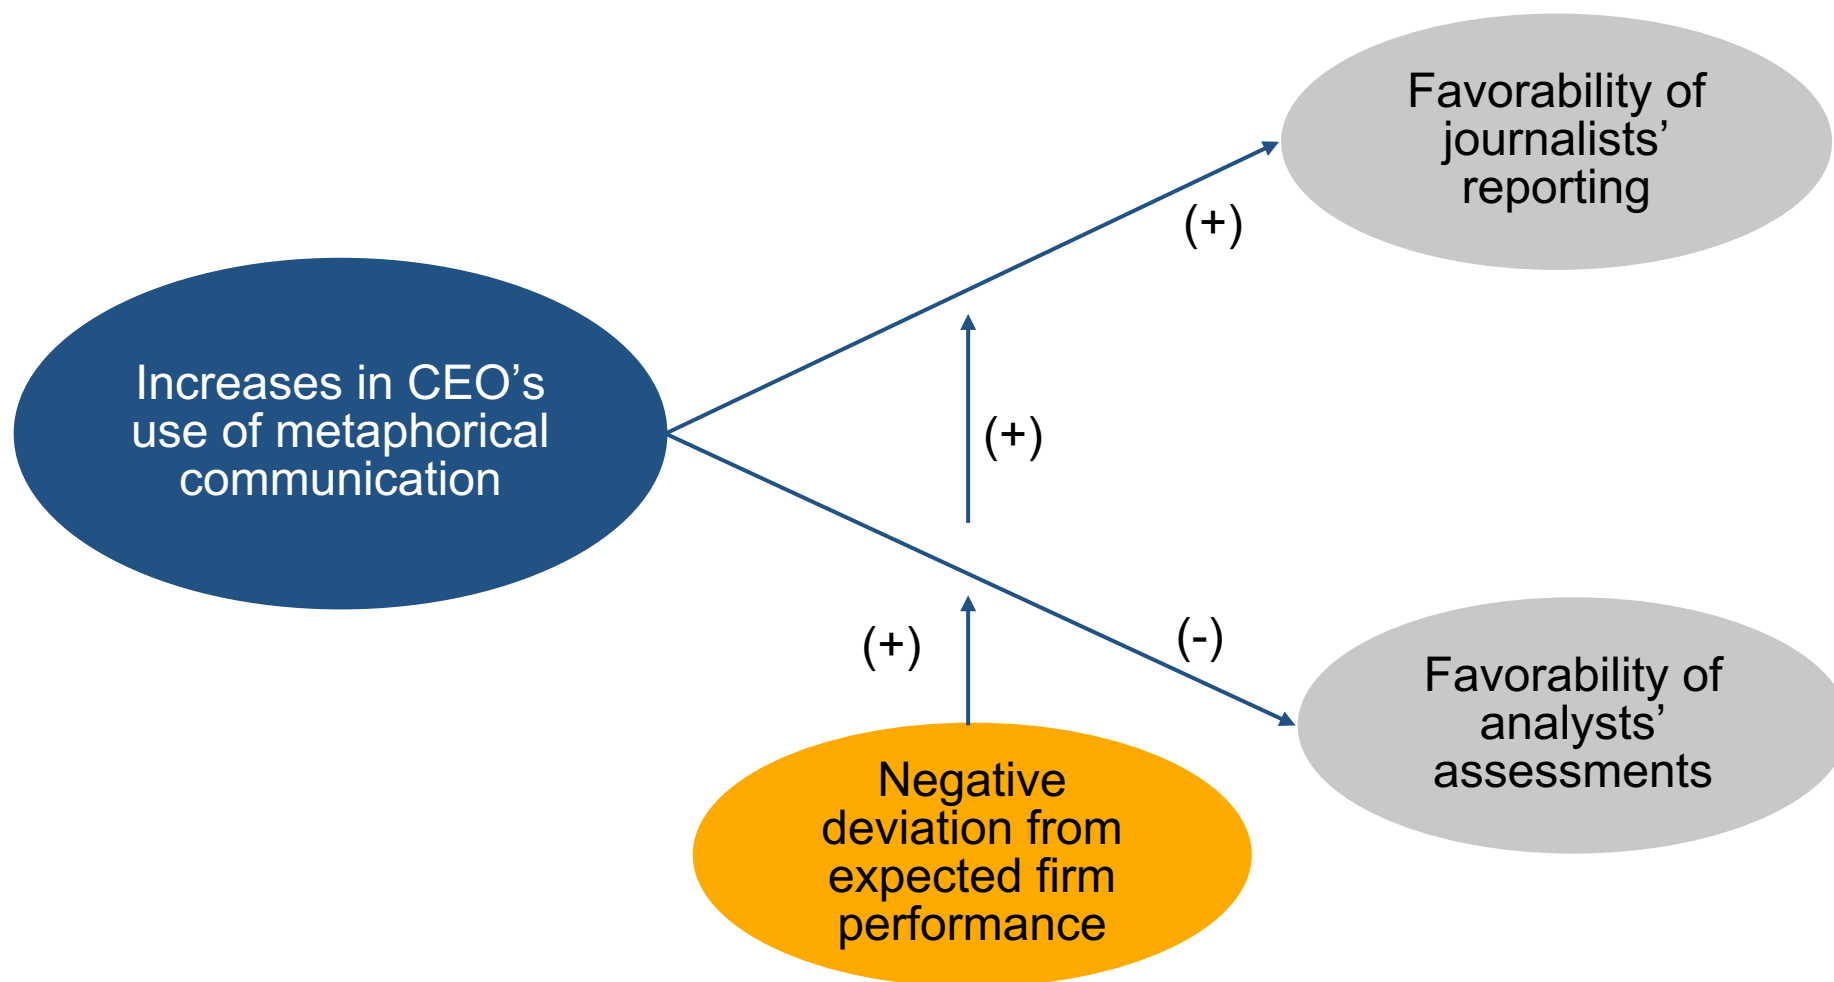 Favorability of
journalists’
reporting
(+)
Increases in CEO’s
use of metaphorical
communication
(+)
(+)
(-)
Favorability of
analysts’
assessments
Negative
deviation from
expected firm
performance